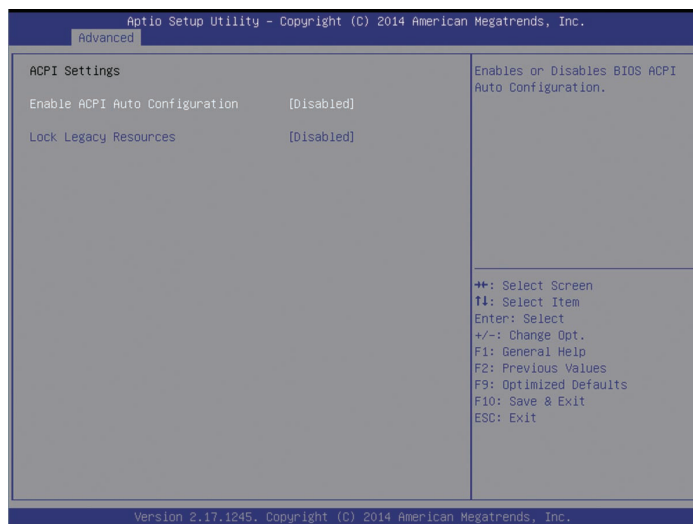 Aptio Setup Utility – Copyright (C) 2014 American Megatrends, Inc.
Advanced
ACPI Settings
Enable ACPI Auto Configuration [Disabled]
Lock Legacy Resources [Disabled]
Enables or Disables BIOS ACPI
Auto Configuration.
→←: Select Screen
↑↓: Select Item
Enter: Select
+/-: Change Opt.
F1: General Help
F2: Previous Values
F9: Optimized Defaults
F10: Save & Exit
ESC: Exit
Version 2.17.1245. Copyright (C) 2014 American Megatrends, Inc.